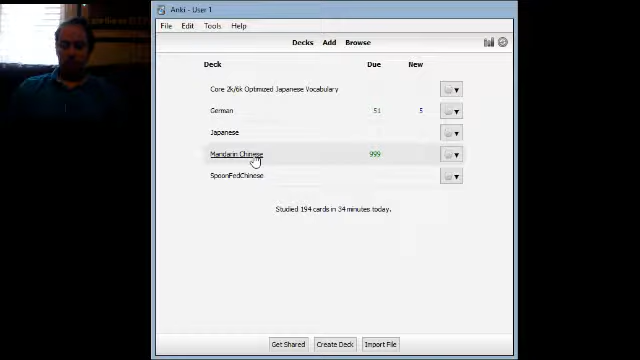 Anki - User 1
File Edit Tools Help
Decks Add Browse
Deck Due New
Core 2k/6k Optimized Japanese Vocabulary
German 51 5
Japanese
Mandarin Chinese 999
SpoonFedChinese
Studied 194 cards in 34 minutes today.
Get Shared Create Deck Import File